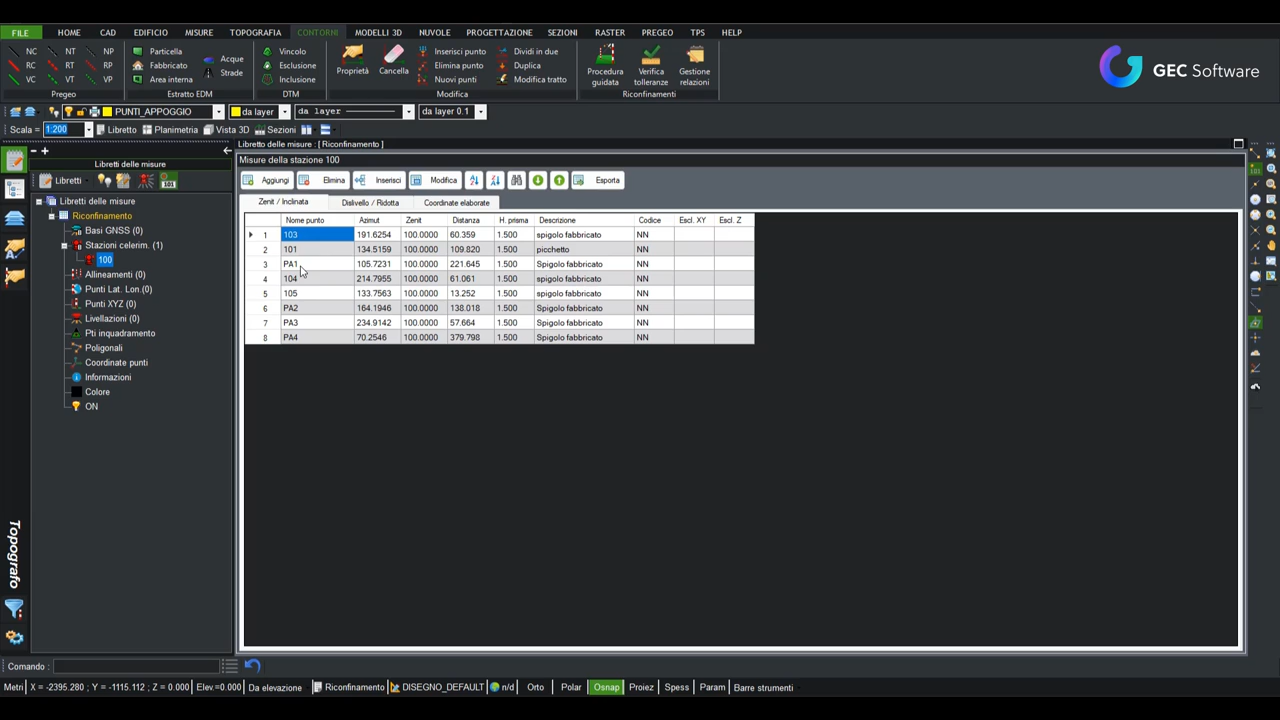 FILE HOME CAD EDIFICIO MISURE TOPOGRAFIA CONTORNI MODELLI 3D NUVOLE PROGETTAZIONE SEZIONI RASTER PREGEO TPS HELP
NC NT NP Particella Acque Vincolo Inserisci punto Dividi in due
RC RT RP Fabbricato Strade Esclusione Proprietà Cancella Elimina punto Duplica Procedura guidata Verifica tolleranze Gestione relazioni
VC VT VP Area interna Inclusione Nuovi punti Modifica tratto
Pregeo Estratto EDM DTM Modifica Riconfinamenti
GEC Software
PUNTI_APPOGGIO da layer da layer da layer 0.1
Scala = 1:200 Libretto Planimetria Vista 3D Sezioni
Libretti delle misure
Libretti 101
Libretti delle misure
Riconfinamento
Basi GNSS (0)
Stazioni celerim. (1)
100
Allineamenti (0)
Punti Lat. Lon.(0)
Punti XYZ (0)
Livellazioni (0)
Pti inquadramento
Poligonali
Coordinate punti
Informazioni
Colore
ON
Topografo
Libretto delle misure : [ Riconfinamento ]
Misure della stazione 100
Aggiungi Elimina Inserisci Modifica Esporta
Zenit / Inclinata Dislivello / Ridotta Coordinate elaborate
Nome punto Azimut Zenit Distanza H. prisma Descrizione Codice Escl. XY Escl. Z
1 103 191.6254 100.0000 60.359 1.500 spigolo fabbricato NN
2 101 134.5159 100.0000 109.820 1.500 picchetto NN
3 PA1 105.7231 100.0000 221.645 1.500 Spigolo fabbricato NN
4 104 214.7955 100.0000 61.061 1.500 spigolo fabbricato NN
5 105 133.7563 100.0000 13.252 1.500 spigolo fabbricato NN
6 PA2 164.1946 100.0000 138.018 1.500 Spigolo fabbricato NN
7 PA3 234.9142 100.0000 57.664 1.500 Spigolo fabbricato NN
8 PA4 70.2546 100.0000 379.798 1.500 Spigolo fabbricato NN
Comando :
Metri X = -2395.280 ; Y = -1115.112 ; Z = 0.000 Elev.=0.000 Da elevazione Riconfinamento DISEGNO_DEFAULT n/d Orto Polar Osnap Proiez Spess Param Barre strumenti